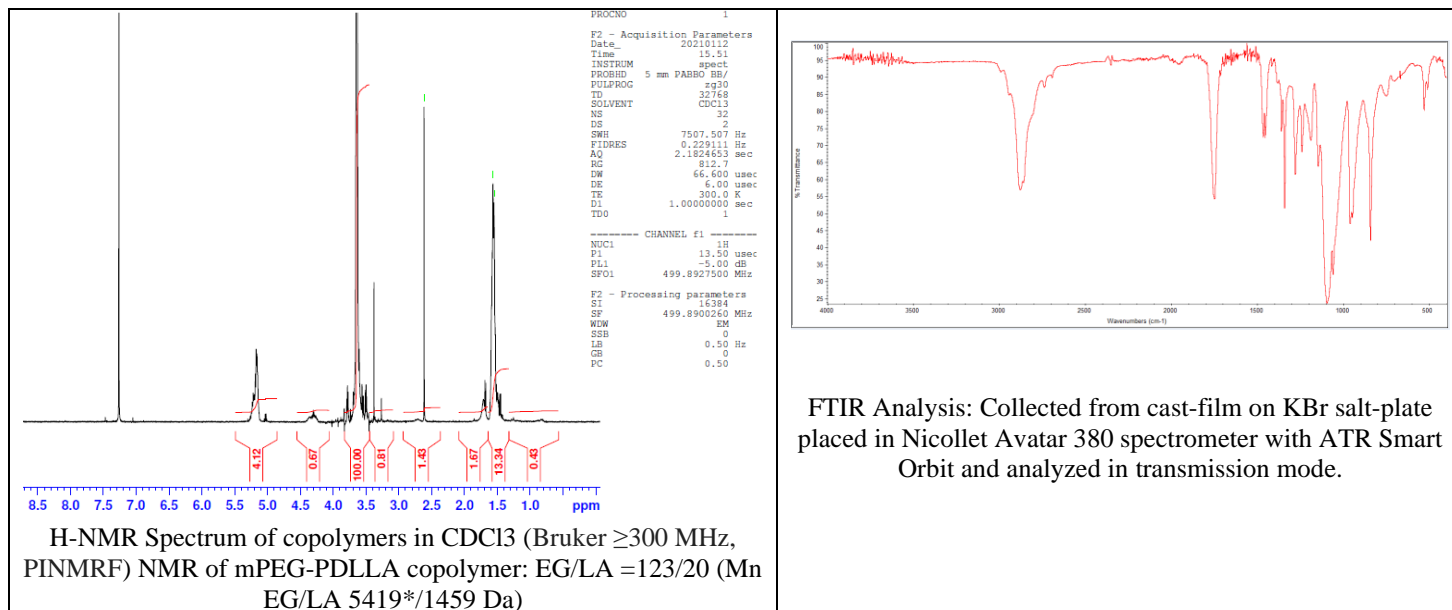 PROCNO 1
F2 - Acquisition Parameters
Date_ 20210112
Time 15.51
INSTRUM spect
PROBHD 5 mm PABBO BB/
PULPROG zg30
TD 32768
SOLVENT CDCl3
NS 32
DS 2
SWH 7507.507 Hz
FIDRES 0.229111 Hz
AQ 2.1824653 sec
RG 812.7
DW 66.600 usec
DE 6.00 usec
TE 300.0 K
D1 1.00000000 sec
TD0 1
======== CHANNEL f1 ========
NUC1 1H
P1 13.50 usec
PL1 -5.00 dB
SFO1 499.8927500 MHz
F2 - Processing parameters
SI 16384
SF 499.8900260 MHz
WDW EM
SSB 0
LB 0.50 Hz
GB 0
PC 0.50
4.12 0.67 100.00 0.81 1.43 1.67 13.34 0.43
8.5 8.0 7.5 7.0 6.5 6.0 5.5 5.0 4.5 4.0 3.5 3.0 2.5 2.0 1.5 1.0 ppm
H-NMR Spectrum of copolymers in CDCl3 (Bruker ≥300 MHz,
PINMRF) NMR of mPEG-PDLLA copolymer: EG/LA =123/20 (Mn
EG/LA 5419*/1459 Da)
100
95
90
85
80
75
70
65
60
55
50
45
40
35
30
25
%Transmittance
4000 3500 3000 2500 2000 1500 1000 500
Wavenumbers (cm-1)
FTIR Analysis: Collected from cast-film on KBr salt-plate
placed in Nicollet Avatar 380 spectrometer with ATR Smart
Orbit and analyzed in transmission mode.